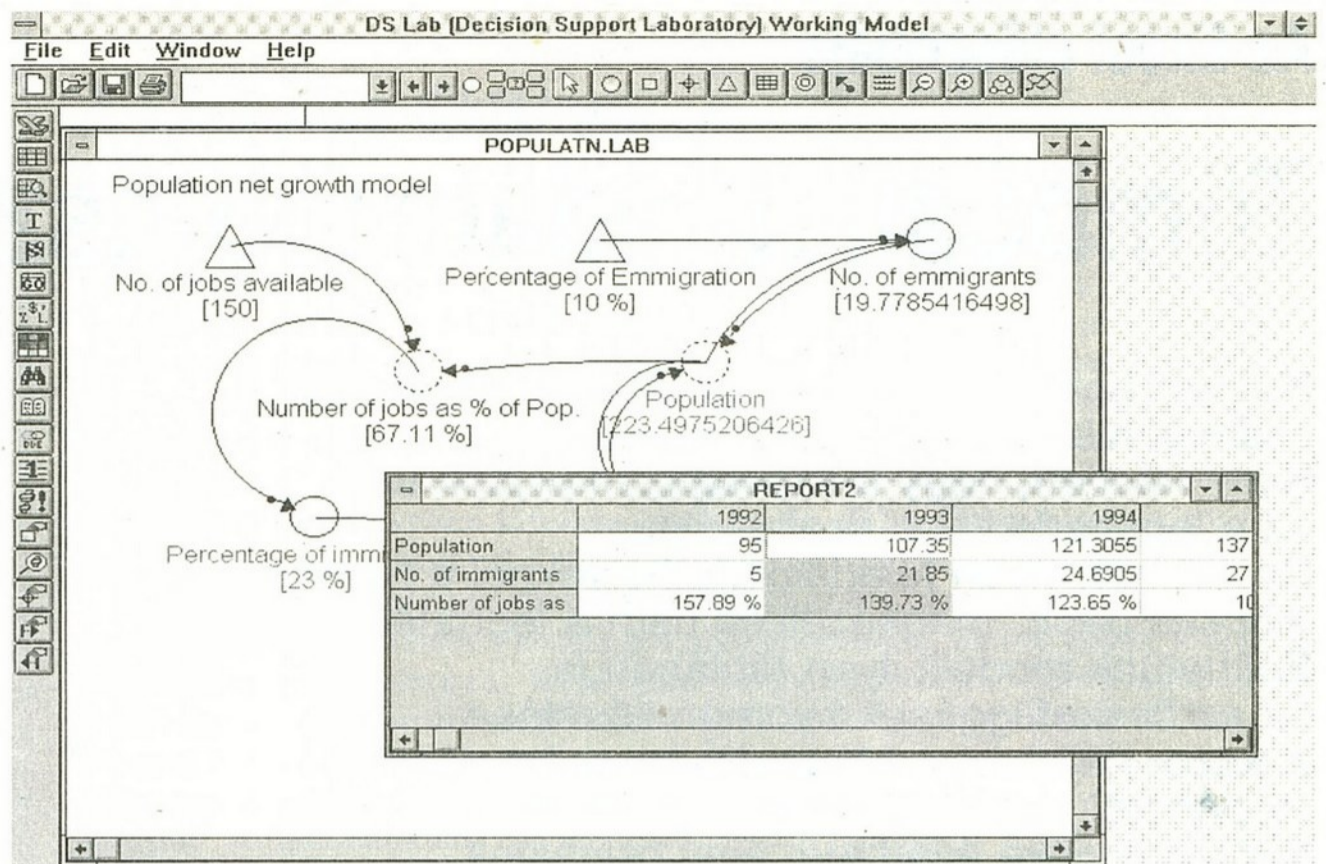 DS Lab (Decision Support Laboratory) Working Model
File Edit Window Help
POPULATN.LAB
Population net growth model
No. of jobs available
[150]
Percentage of Emmigration
[10 %]
No. of emmigrants
[19.7785416498]
Number of jobs as % of Pop.
[67.11 %]
Population
[223.4975206426]
Percentage of immi
[23 %]
REPORT2
1992 1993 1994
Population 95 107.35 121.3055 137
No. of immigrants 5 21.85 24.6905 27
Number of jobs as 157.89 % 139.73 % 123.65 % 10